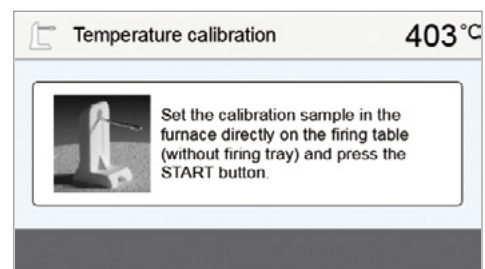 Temperature calibration 403 °C
Set the calibration sample in the
furnace directly on the firing table
(without firing tray) and press the
START button.